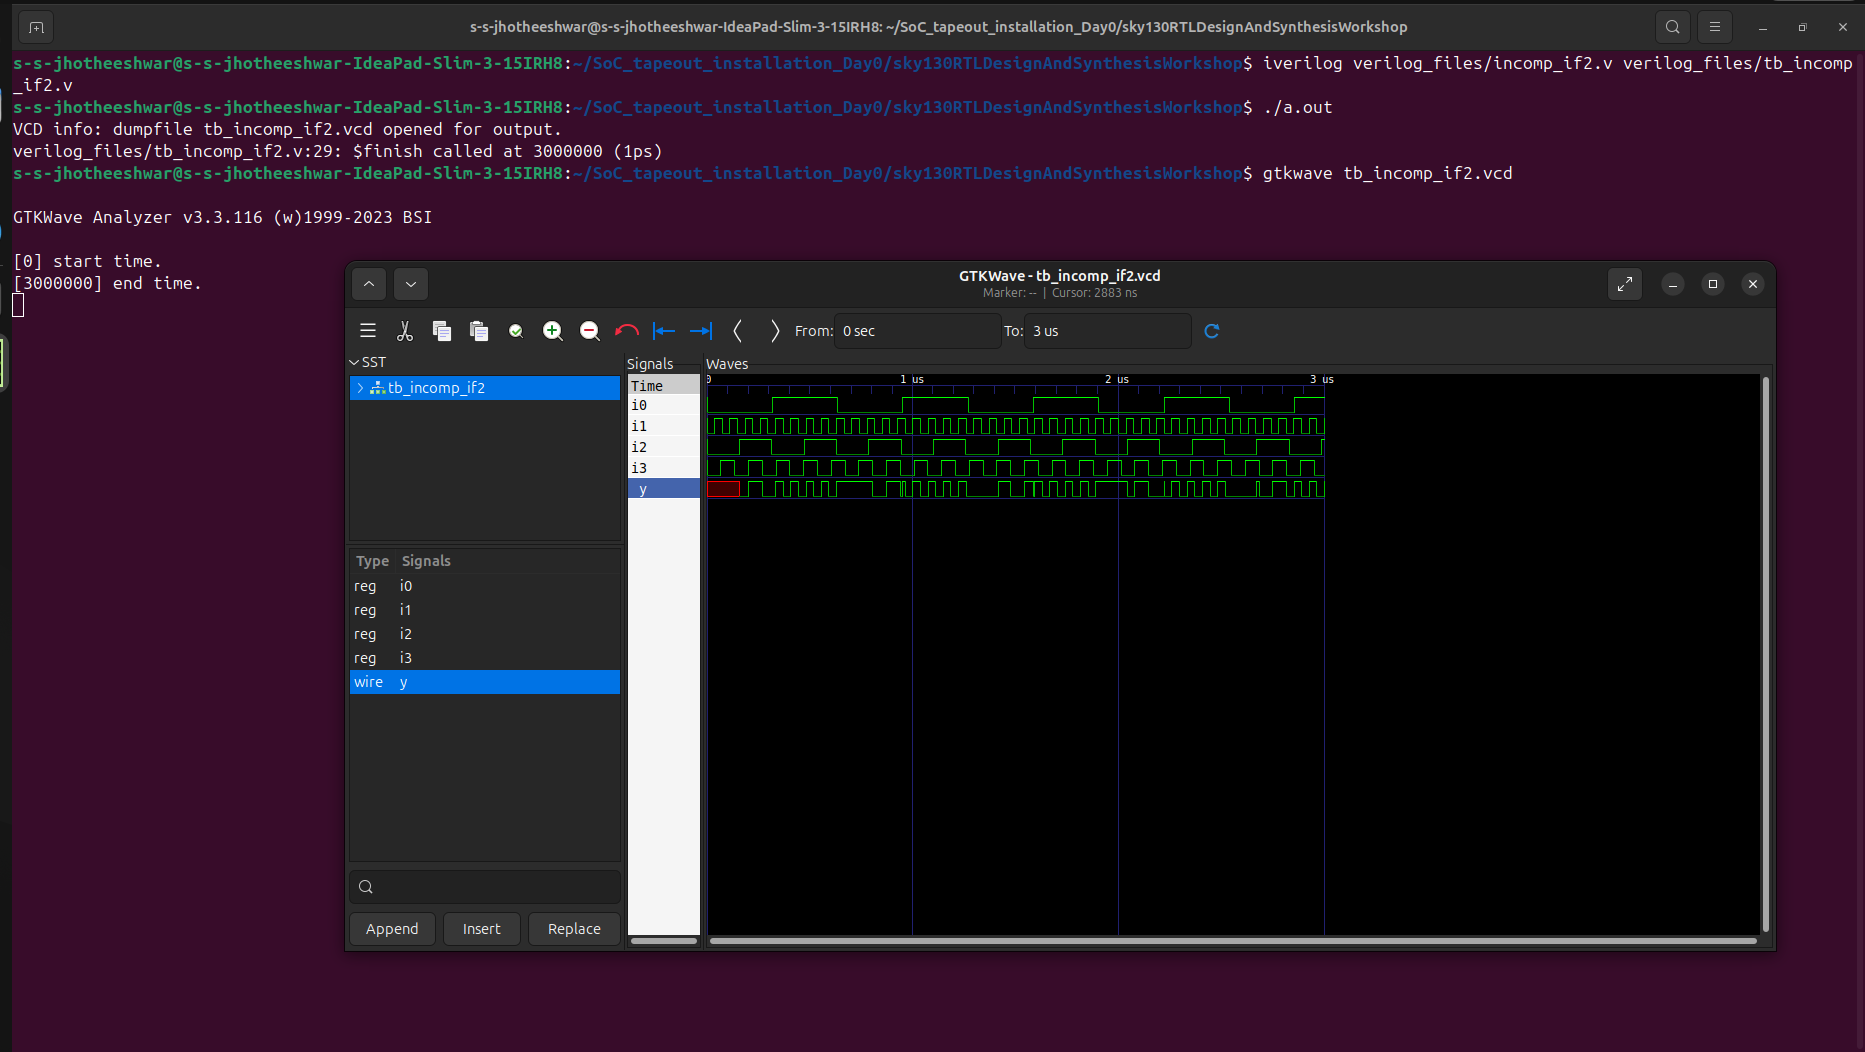 s-s-jhotheeshwar@s-s-jhotheeshwar-IdeaPad-Slim-3-15IRH8: ~/SoC_tapeout_installation_Day0/sky130RTLDesignAndSynthesisWorkshop
s-s-jhotheeshwar@s-s-jhotheeshwar-IdeaPad-Slim-3-15IRH8:~/SoC_tapeout_installation_Day0/sky130RTLDesignAndSynthesisWorkshop$ iverilog verilog_files/incomp_if2.v verilog_files/tb_incomp
_if2.v
s-s-jhotheeshwar@s-s-jhotheeshwar-IdeaPad-Slim-3-15IRH8:~/SoC_tapeout_installation_Day0/sky130RTLDesignAndSynthesisWorkshop$ ./a.out
VCD info: dumpfile tb_incomp_if2.vcd opened for output.
verilog_files/tb_incomp_if2.v:29: $finish called at 3000000 (1ps)
s-s-jhotheeshwar@s-s-jhotheeshwar-IdeaPad-Slim-3-15IRH8:~/SoC_tapeout_installation_Day0/sky130RTLDesignAndSynthesisWorkshop$ gtkwave tb_incomp_if2.vcd
GTKWave Analyzer v3.3.116 (w)1999-2023 BSI
[0] start time.
[3000000] end time.
GTKWave - tb_incomp_if2.vcd
Marker: -- | Cursor: 2883 ns
From: 0 sec To: 3 us
SST
tb_incomp_if2
Type Signals
reg i0
reg i1
reg i2
reg i3
wire y
Append Insert Replace
Signals
Time
i0
i1
i2
i3
y
Waves
0 1 us 2 us 3 us